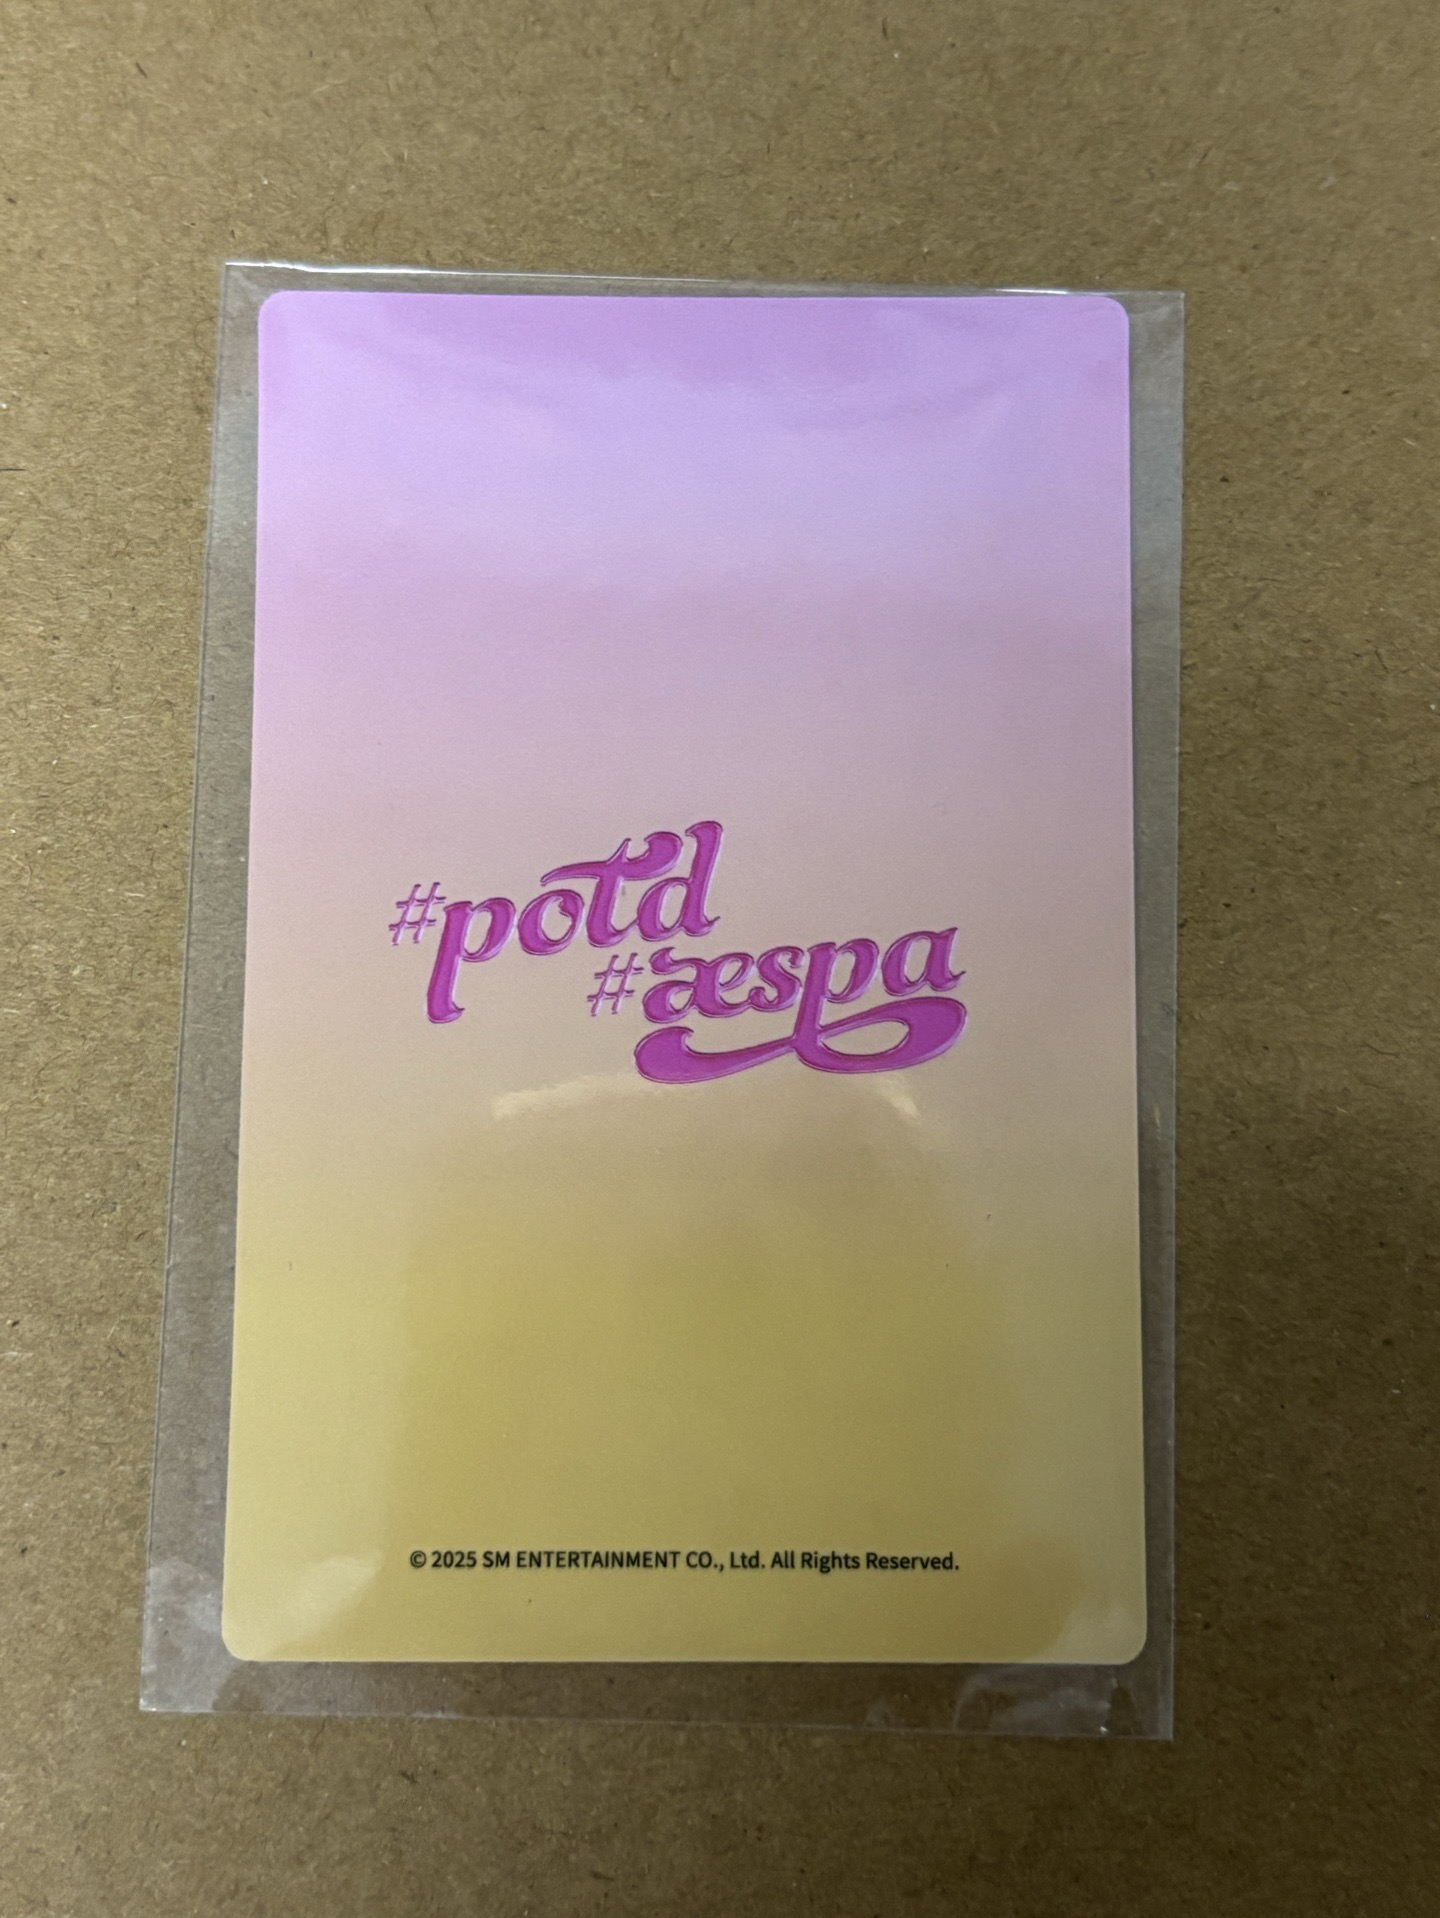 #potd
#æspa
© 2025 SM ENTERTAINMENT CO., Ltd. All Rights Reserved.